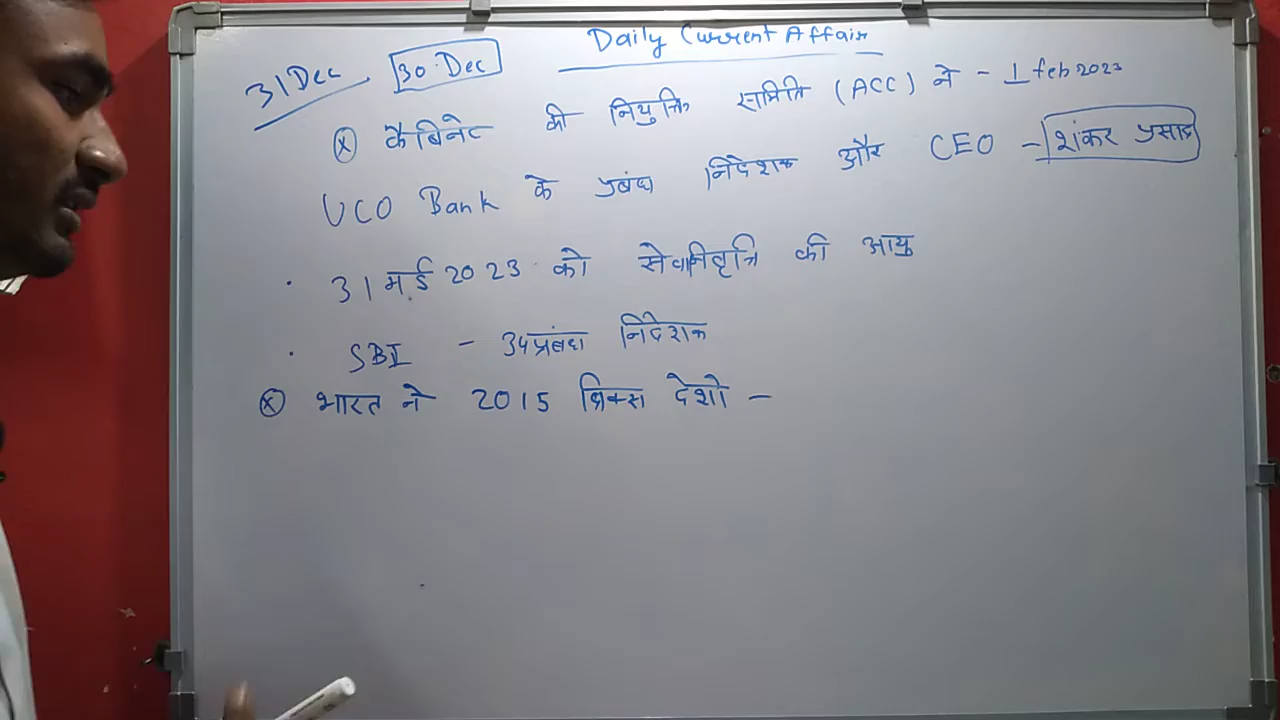 Daily Current Affair
31 Dec 30 Dec
कैबिनेट की नियुक्ति समिति (ACC) ने - 1 feb 2023
UCO Bank के प्रबंध निदेशक और CEO - शंकर प्रसाद
31 मई 2023 को सेवानिवृत्ति की आयु
SBI - उपप्रबंध निदेशक
भारत ने 2015 ब्रिक्स देशो -